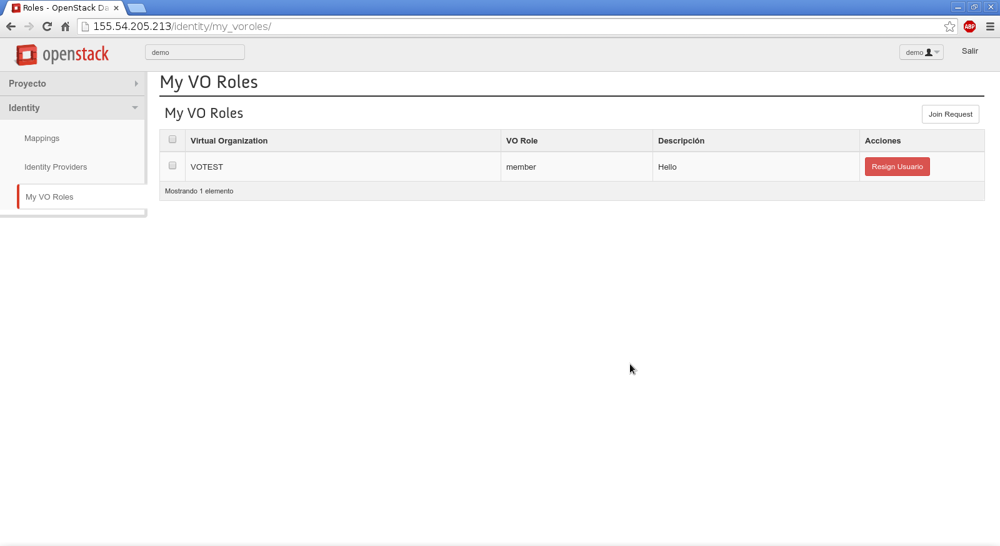 Roles - OpenStack Da
155.54.205.213/identity/my_voroles/
ABP
openstack
demo
demo
Salir
Proyecto
Identity
Mappings
Identity Providers
My VO Roles
My VO Roles
My VO Roles
Join Request
Virtual Organization VO Role Descripción Acciones
VOTEST member Hello Resign Usuario
Mostrando 1 elemento